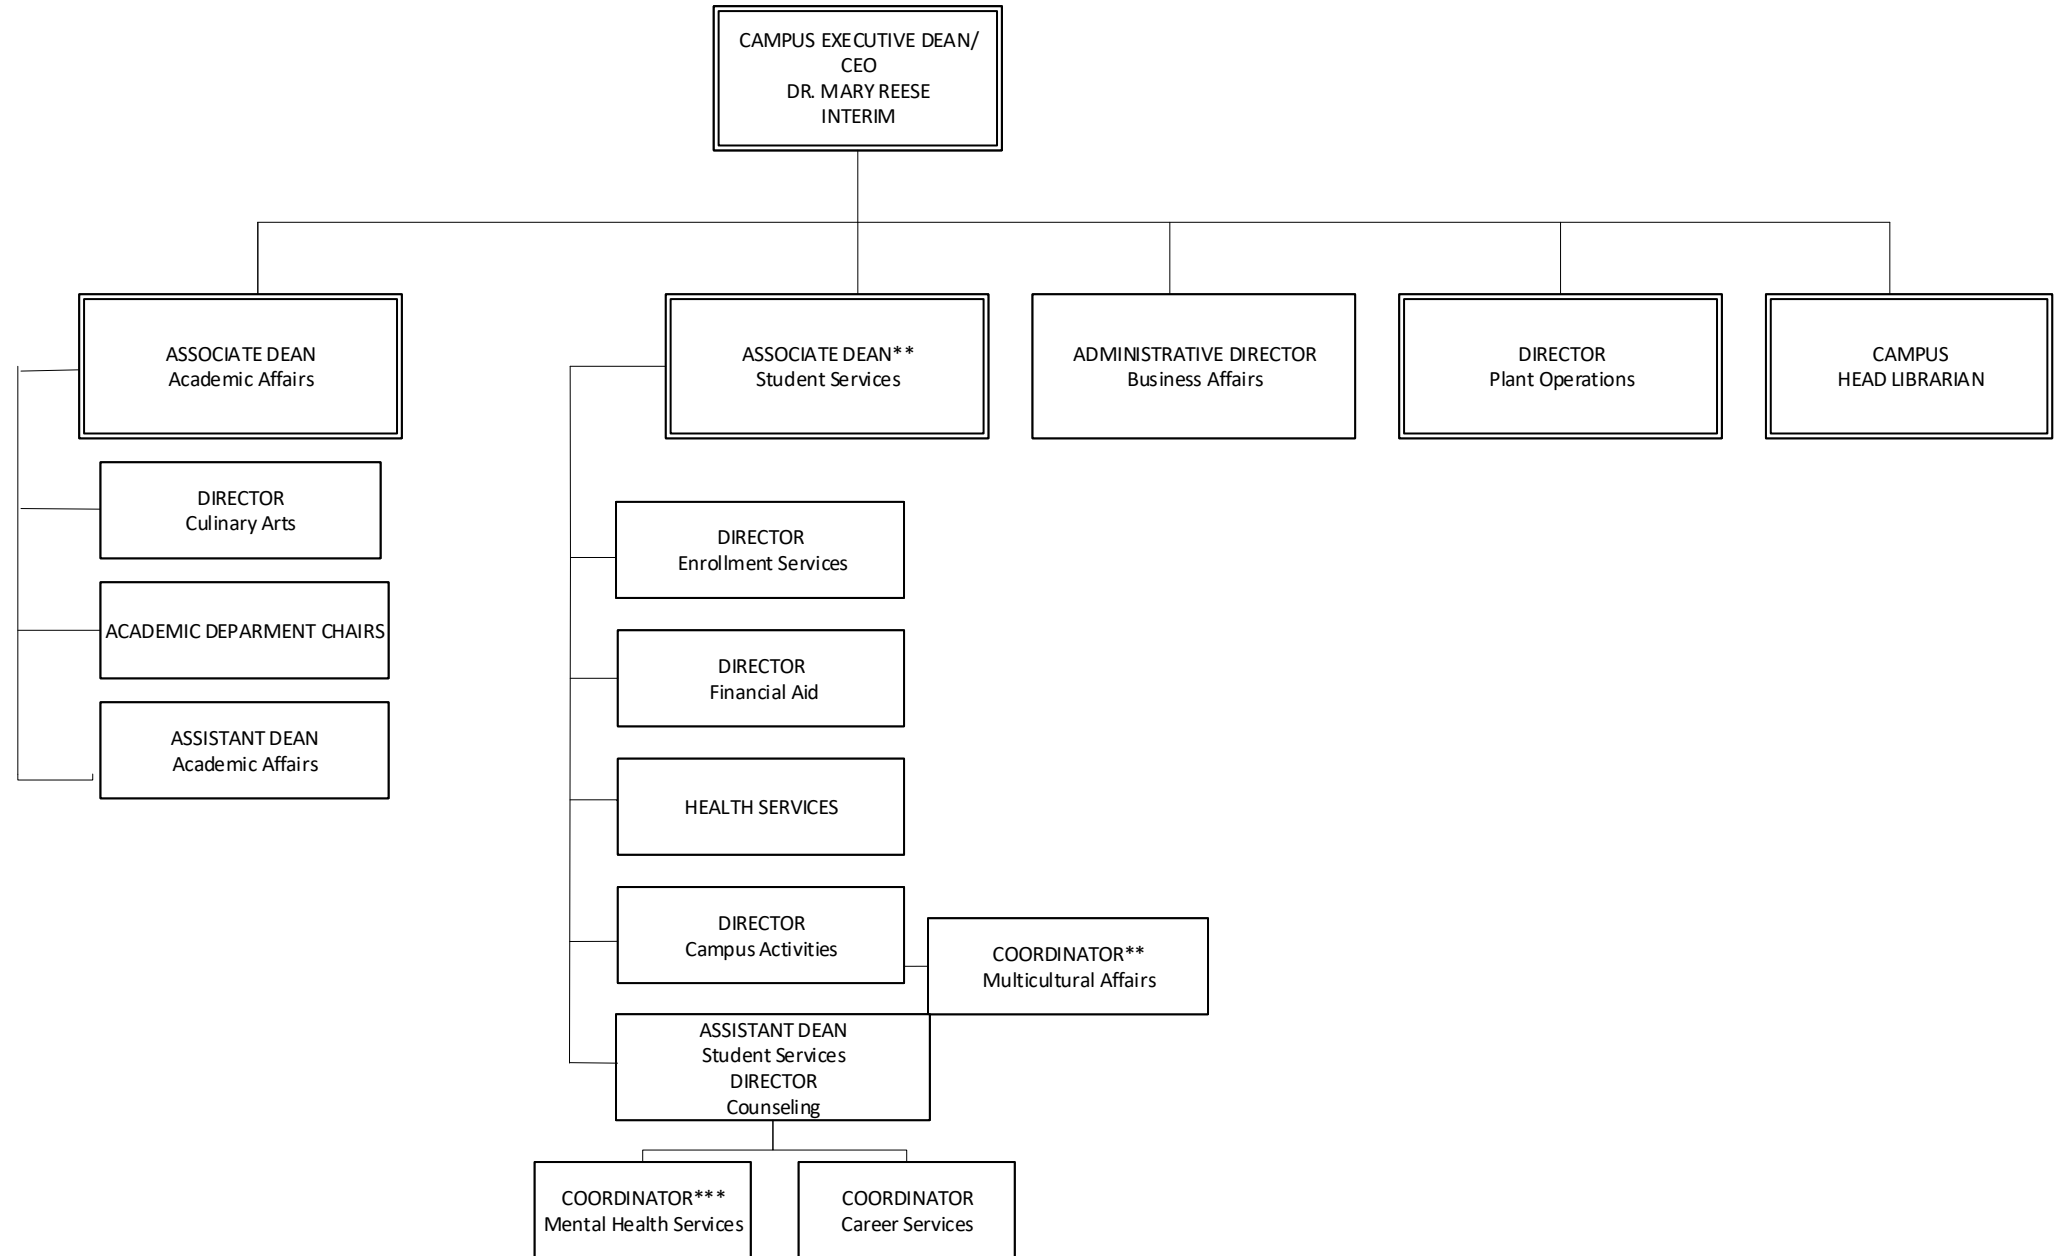 CAMPUS EXECUTIVE DEAN/
CEO
DR. MARY REESE
INTERIM
ASSOCIATE DEAN
Academic Affairs
ASSOCIATE DEAN**
Student Services
ADMINISTRATIVE DIRECTOR
Business Affairs
DIRECTOR
Plant Operations
CAMPUS
HEAD LIBRARIAN
DIRECTOR
Culinary Arts
ACADEMIC DEPARMENT CHAIRS
ASSISTANT DEAN
Academic Affairs
DIRECTOR
Enrollment Services
DIRECTOR
Financial Aid
HEALTH SERVICES
DIRECTOR
Campus Activities
COORDINATOR**
Multicultural Affairs
ASSISTANT DEAN
Student Services
DIRECTOR
Counseling
COORDINATOR***
Mental Health Services
COORDINATOR
Career Services